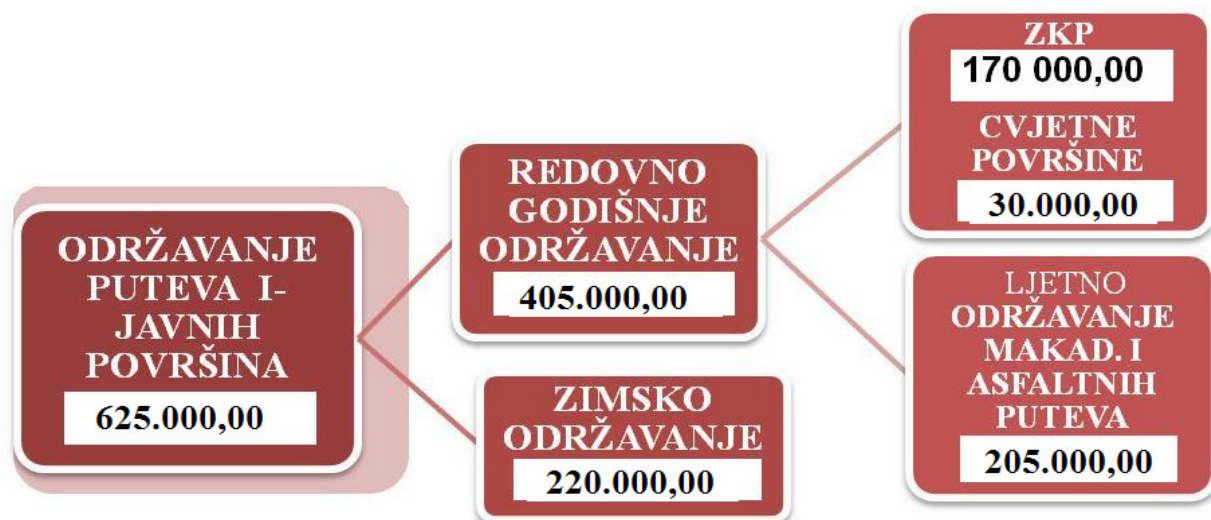 ODRŽAVANJE
PUTEVA I-
JAVNIH
POVRŠINA
625.000,00
REDOVNO
GODIŠNJE
ODRŽAVANJE
405.000,00
ZIMSKO
ODRŽAVANJE
220.000,00
ZKP
170 000,00
CVJETNE
POVRŠINE
30.000,00
LJETNO
ODRŽAVANJE
MAKAD. I
ASFALTNIH
PUTEVA
205.000,00